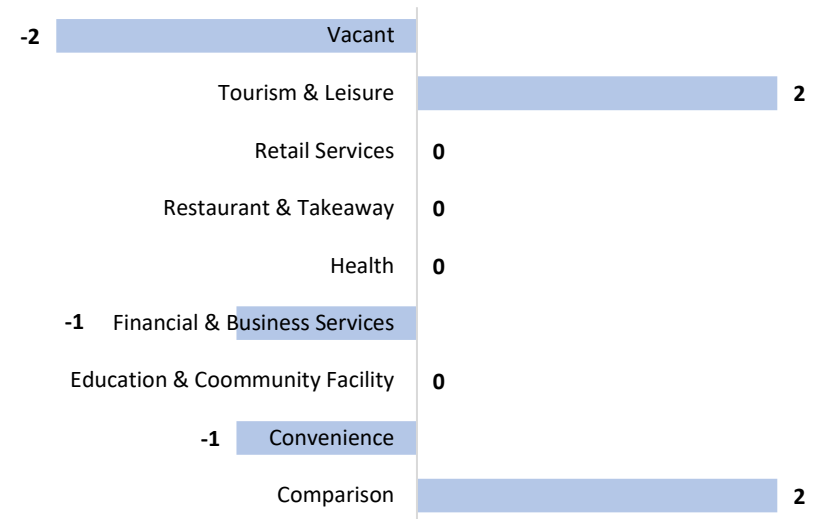 -2 Vacant
Tourism & Leisure 2
Retail Services 0
Restaurant & Takeaway 0
Health 0
-1 Financial & Business Services
Education & Coommunity Facility 0
-1 Convenience
Comparison 2